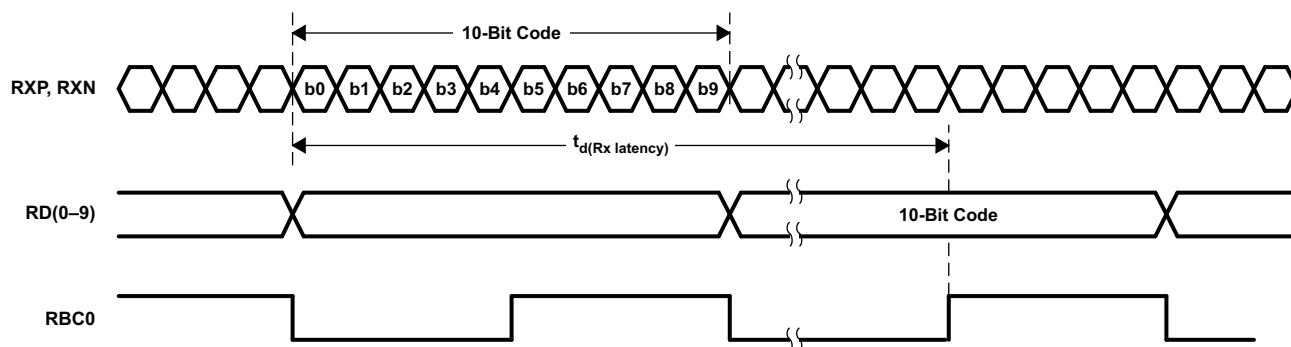 10-Bit Code
RXP, RXN
b0 b1 b2 b3 b4 b5 b6 b7 b8 b9
td(Rx latency)
RD(0–9)
10-Bit Code
RBC0